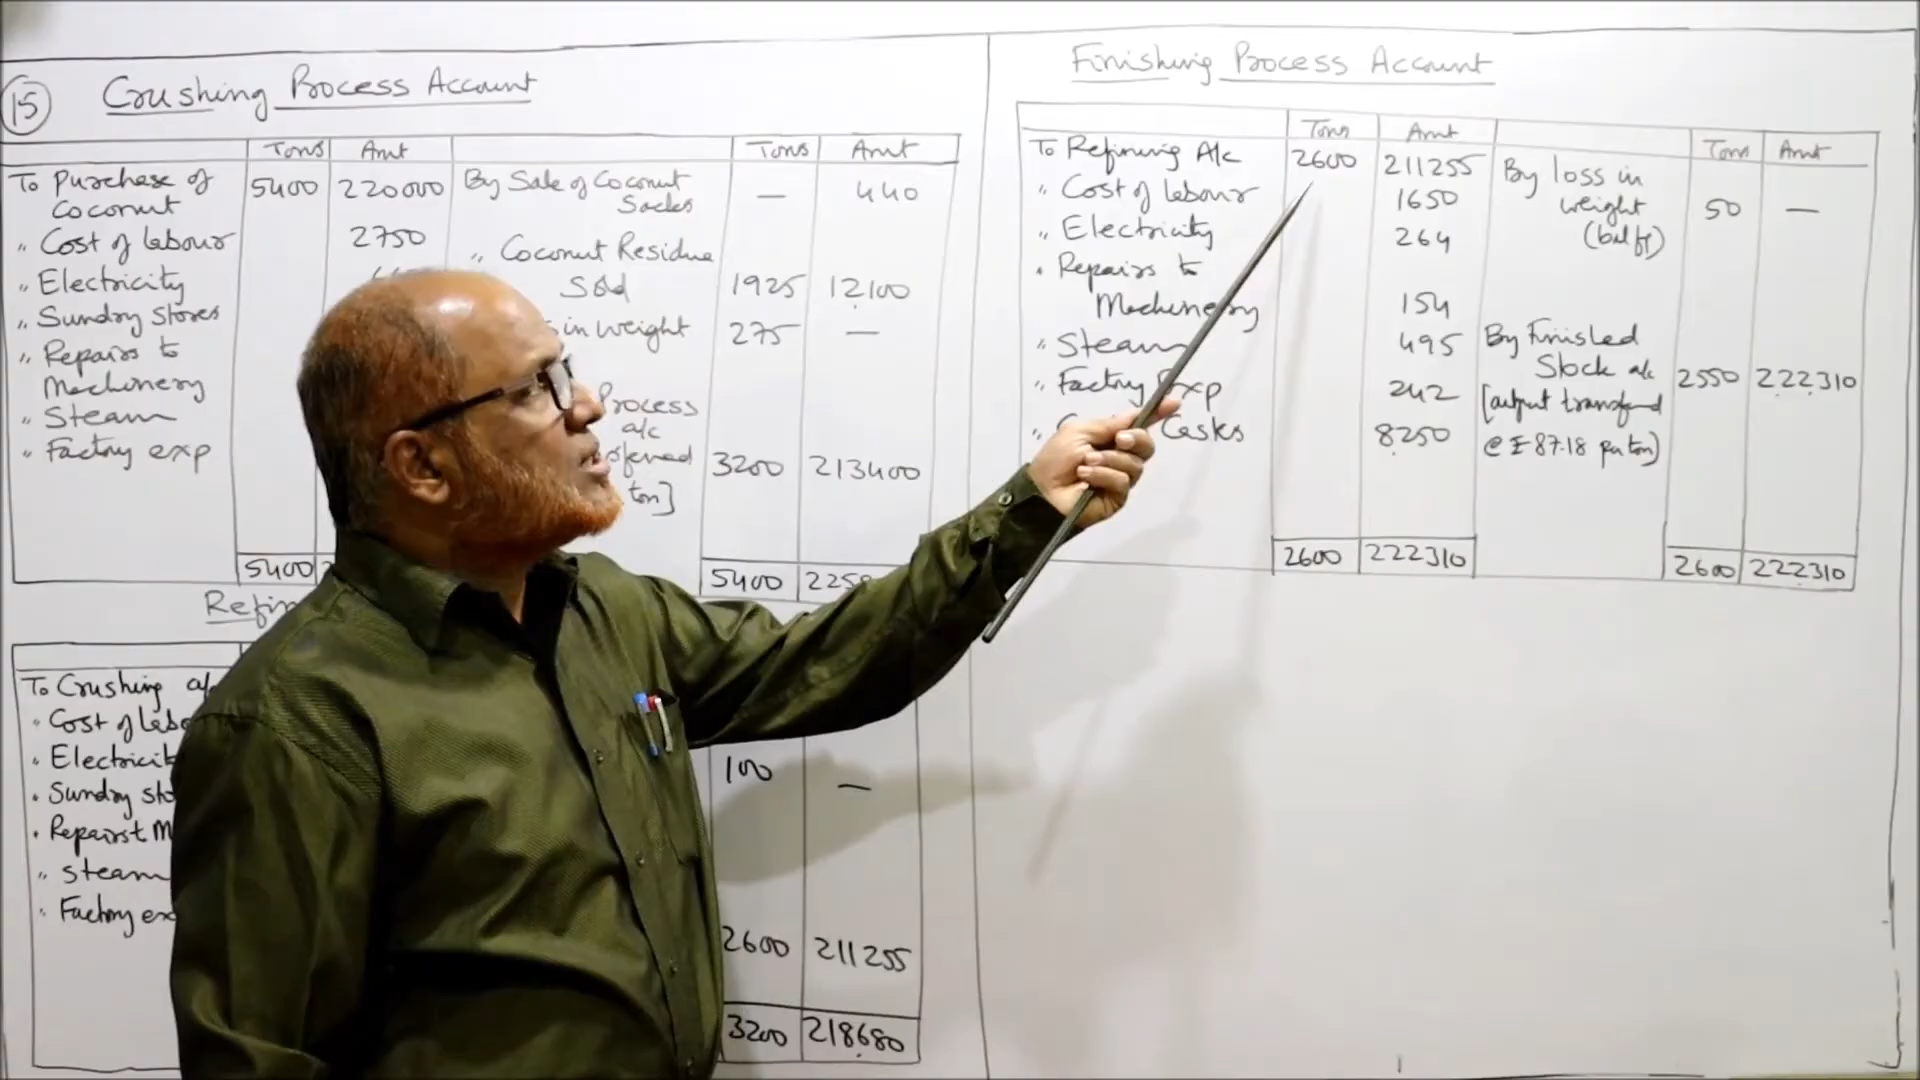 15
Crushing Process Account
Tons Amt Tons Amt
To Purchase of Coconut 5400 220000 By Sale of Coconut Sacks — 440
" Cost of labour 2750 " Coconut Residue Sold 1925 12100
" Electricity
" Sundry stores in weight 275 —
" Repairs to Machinery Process a/c
" Steam
" Factory exp ton] 3200 213400
5400 5400
To Crushing
" Cost of
" Electricit
" Sundry sto
" Repairs t M
" Steam
" Factory ex
100 —
2600 211255
3200 218680
Finishing Process Account
Tons Amt Tons Amt
To Refining A/c 2600 211255 By loss in weight (bal f) 50 —
" Cost of labour 1650
" Electricity 264
" Repairs to Machinery 154
" Steam 495 By Finished Stock a/c 2550 222310
" Factory Exp 242 [output transferred
" Casks 8250 @ ₤ 87.18 per ton]
2600 222310 2600 222310